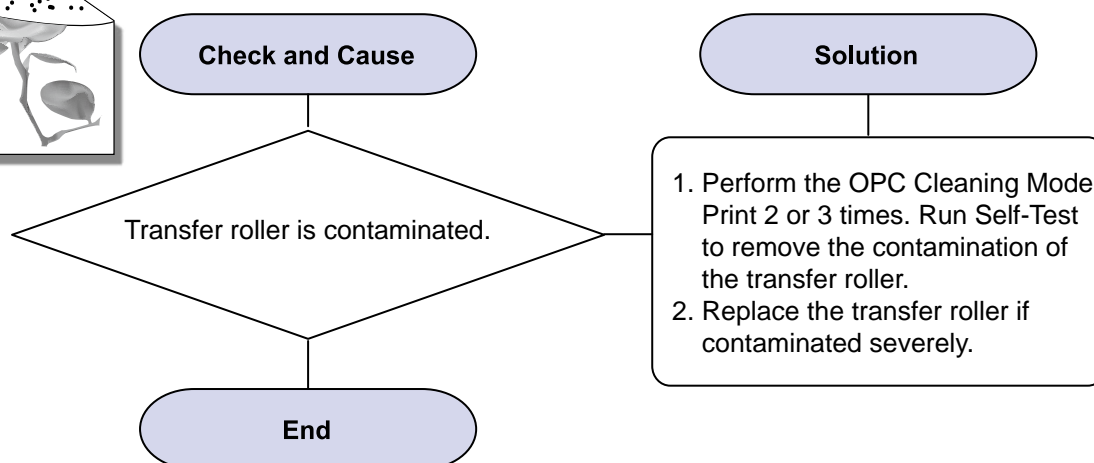 Check and Cause
Solution
Transfer roller is contaminated.
1. Perform the OPC Cleaning Mode
Print 2 or 3 times. Run Self-Test
to remove the contamination of
the transfer roller.
2. Replace the transfer roller if
contaminated severely.
End